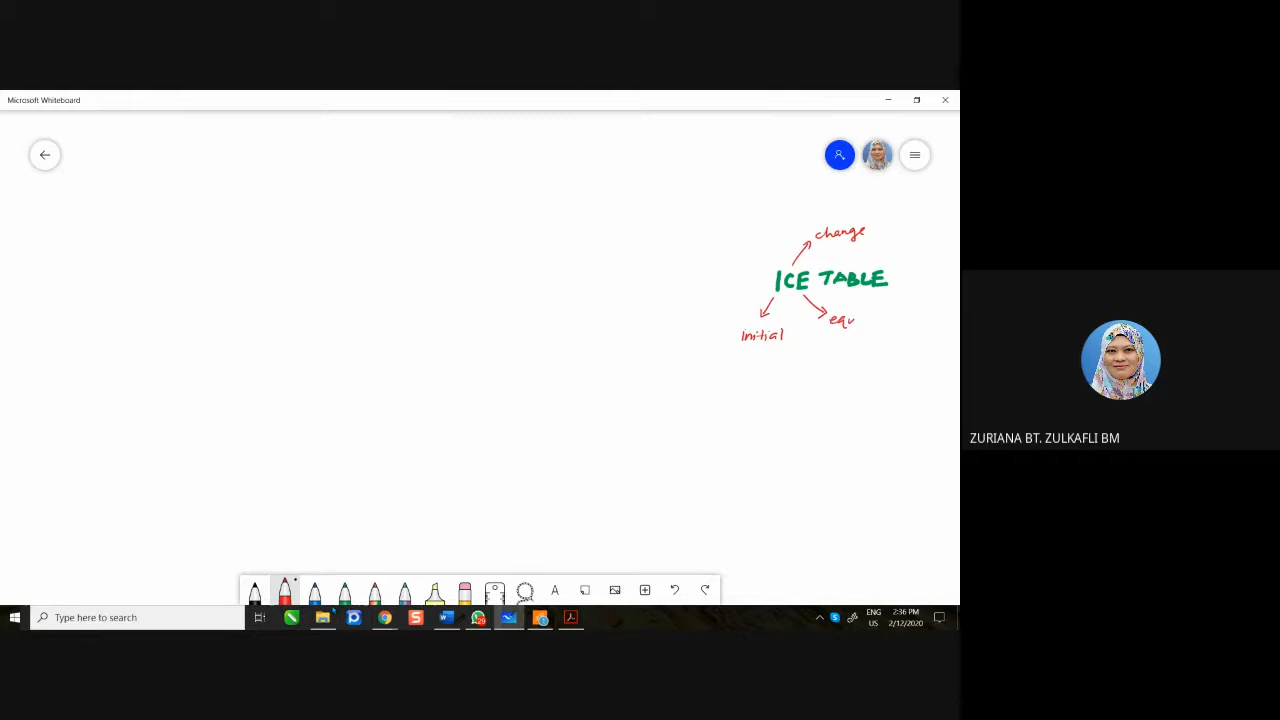 Microsoft Whiteboard
change
ICE TABLE
equ
initial
ZURIANA BT. ZULKAFLI BM
A
Type here to search
29
ENG
US
2:36 PM
2/12/2020